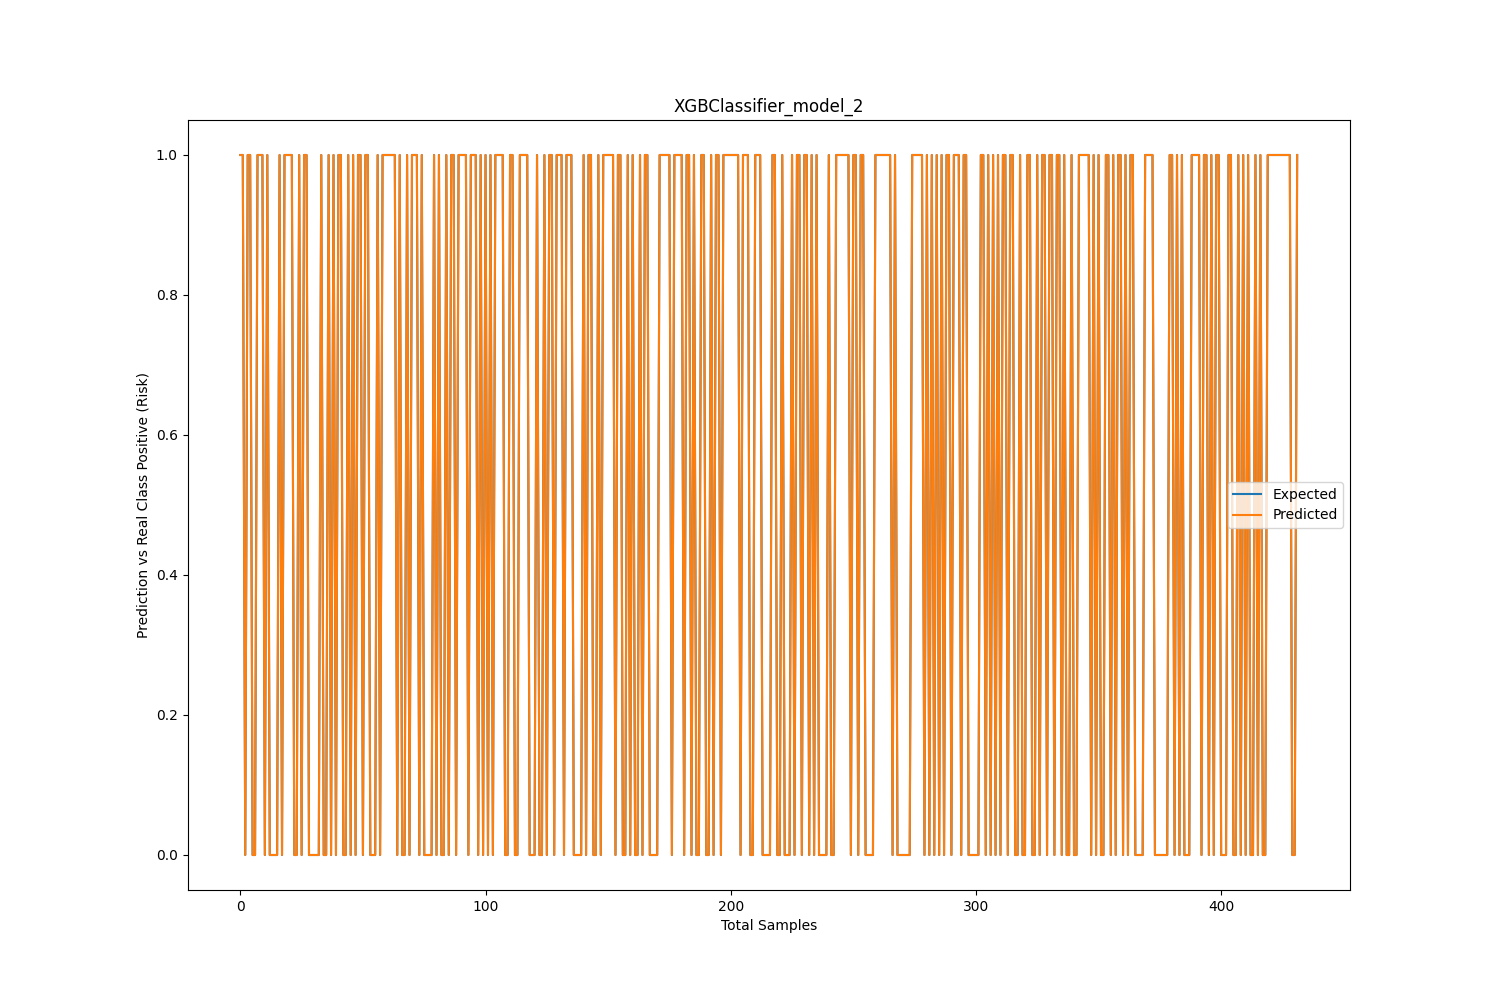 XGBClassifier_model_2
Prediction vs Real Class Positive (Risk)
1.0
0.8
0.6
0.4
0.2
0.0
Expected
Predicted
0 100 200 300 400
Total Samples